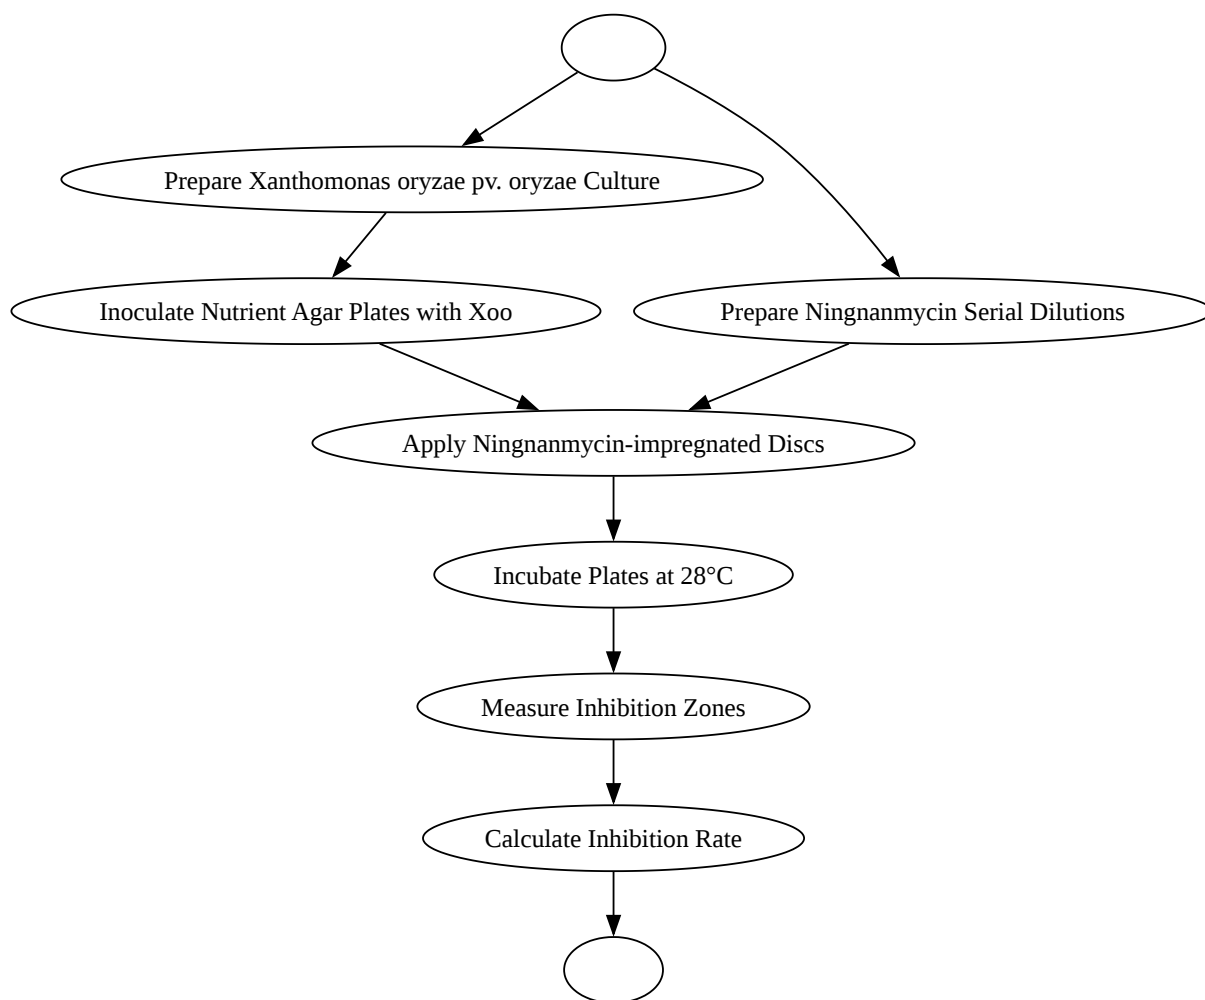 Prepare Xanthomonas oryzae pv. oryzae Culture
Inoculate Nutrient Agar Plates with Xoo
Prepare Ningnanmycin Serial Dilutions
Apply Ningnanmycin-impregnated Discs
Incubate Plates at 28°C
Measure Inhibition Zones
Calculate Inhibition Rate